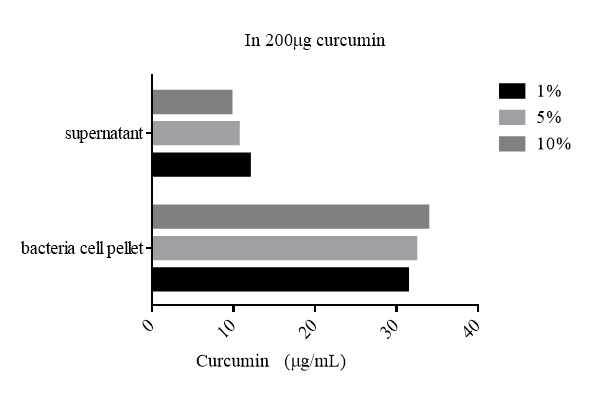 In 200μg curcumin
1%
5%
10%
supernatant
bacteria cell pellet
0
10
20
30
40
Curcumin (μg/mL)